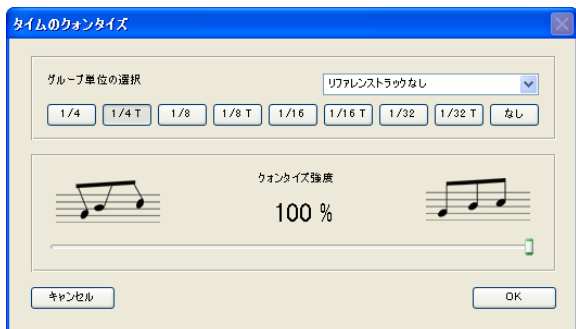 タイムのクォンタイズ
グループ単位の選択
リファレンストラックなし
1/4 1/4 T 1/8 1/8 T 1/16 1/16 T 1/32 1/32 T なし
クォンタイズ強度
100 %
キャンセル OK